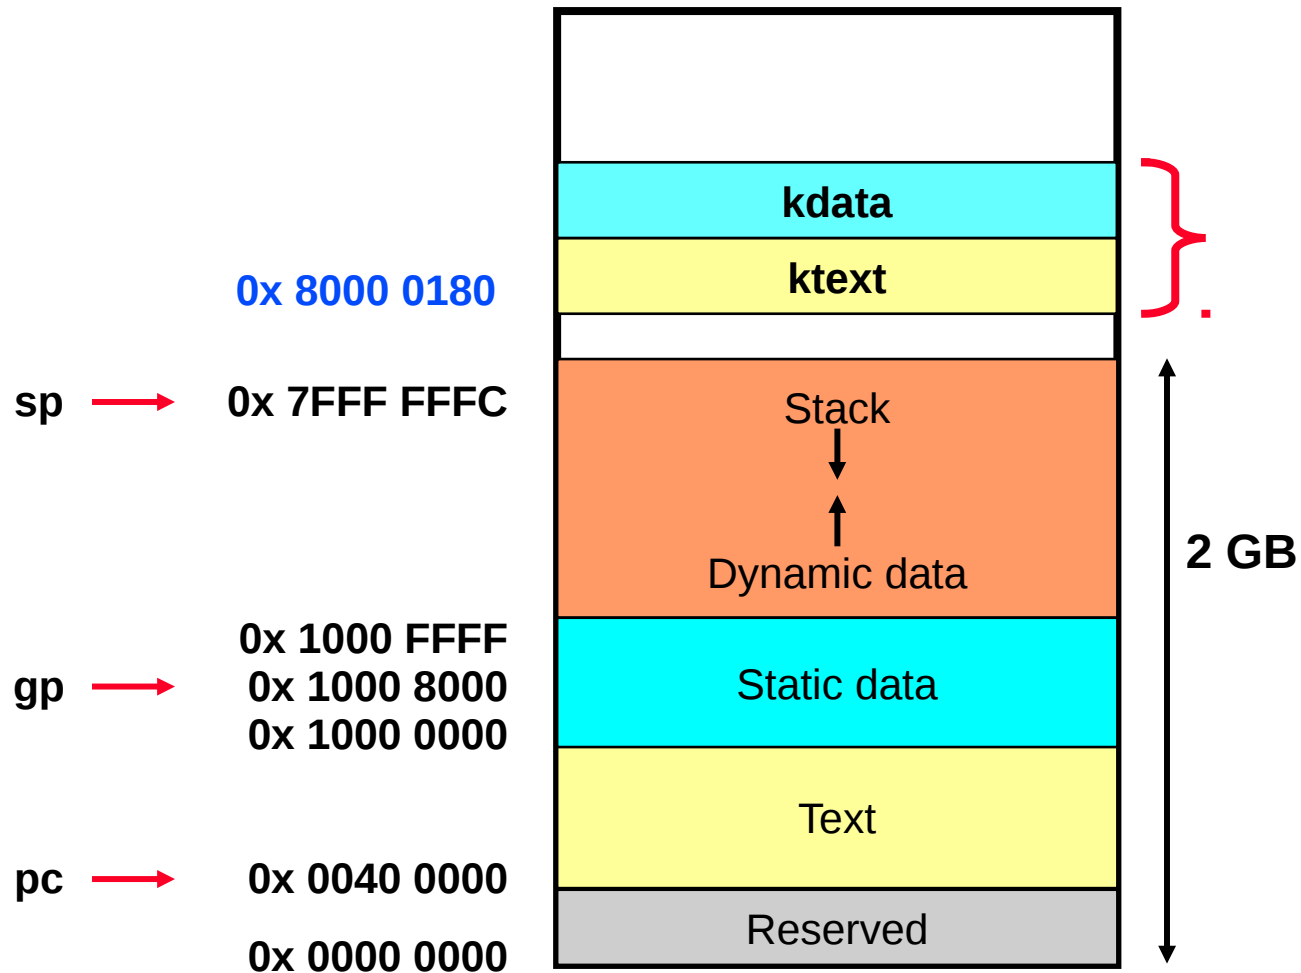 kdata
ktext
0x 8000 0180
.
sp
0x 7FFF FFFC
Stack
2 GB
Dynamic data
0x 1000 FFFF
gp
0x 1000 8000
Static data
0x 1000 0000
Text
pc
0x 0040 0000
Reserved
0x 0000 0000